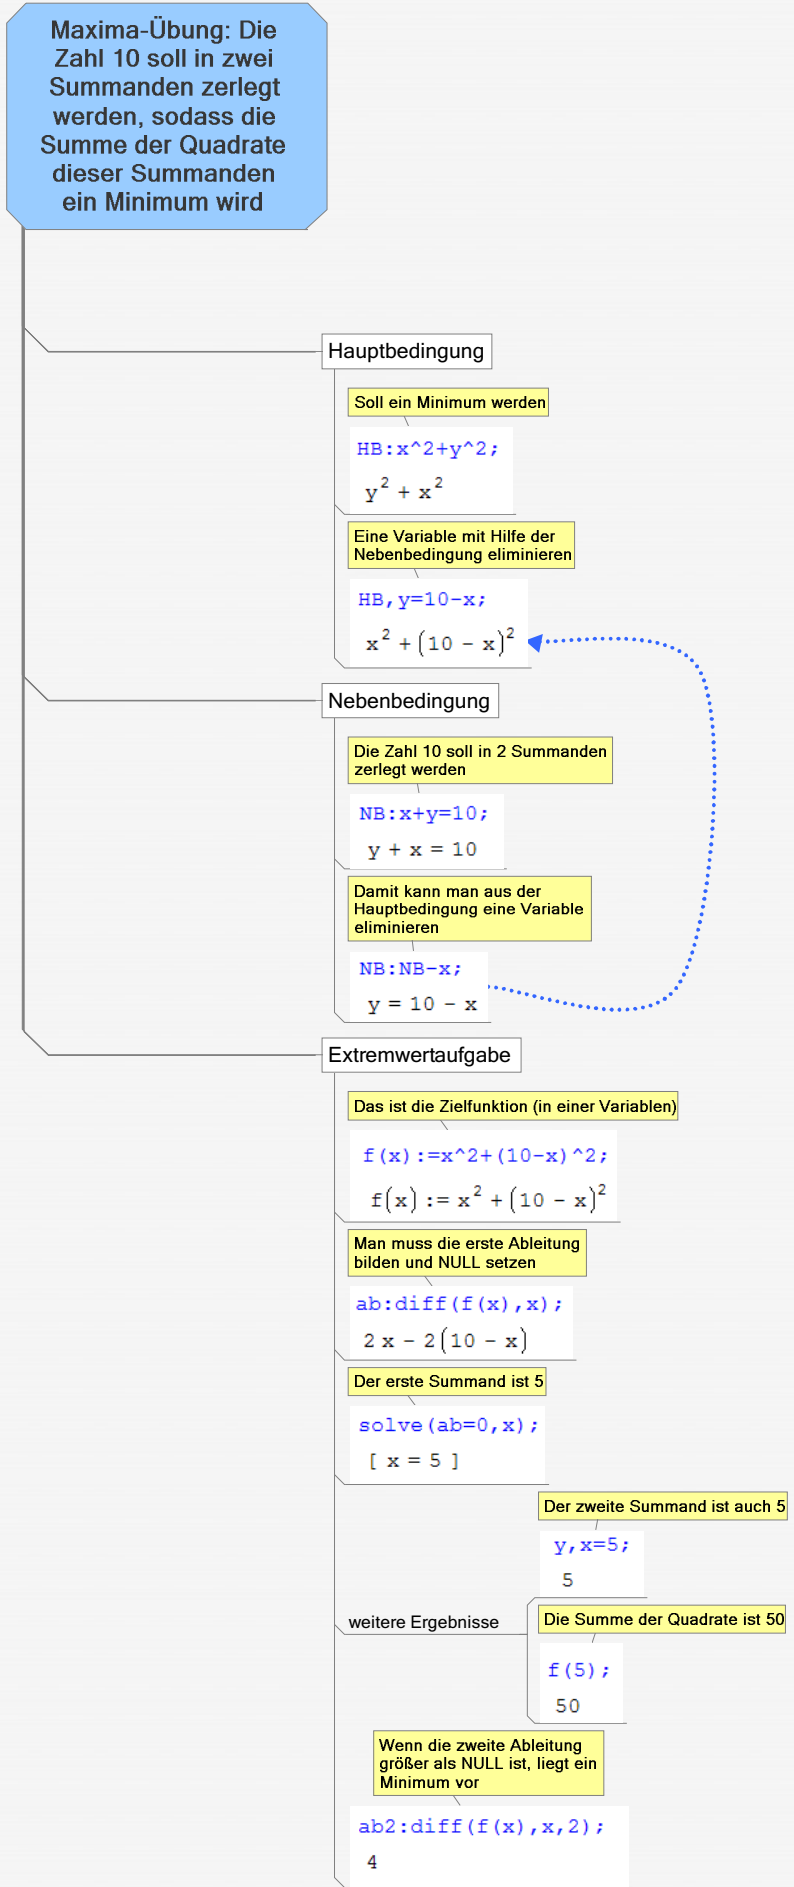 Maxima-Übung: Die
Zahl 10 soll in zwei
Summanden zerlegt
werden, sodass die
Summe der Quadrate
dieser Summanden
ein Minimum wird
Hauptbedingung
Soll ein Minimum werden
HB:x^2+y^2;
y² + x²
Eine Variable mit Hilfe der
Nebenbedingung eliminieren
HB,y=10-x;
x² + (10 - x)²
Nebenbedingung
Die Zahl 10 soll in 2 Summanden
zerlegt werden
NB:x+y=10;
y + x = 10
Damit kann man aus der
Hauptbedingung eine Variable
eliminieren
NB:NB-x;
y = 10 - x
Extremwertaufgabe
Das ist die Zielfunktion (in einer Variablen)
f(x):=x^2+(10-x)^2;
f(x) := x² + (10 - x)²
Man muss die erste Ableitung
bilden und NULL setzen
ab:diff(f(x),x);
2 x - 2 (10 - x)
Der erste Summand ist 5
solve(ab=0,x);
[ x = 5 ]
Der zweite Summand ist auch 5
y,x=5;
5
weitere Ergebnisse
Die Summe der Quadrate ist 50
f(5);
50
Wenn die zweite Ableitung
größer als NULL ist, liegt ein
Minimum vor
ab2:diff(f(x),x,2);
4